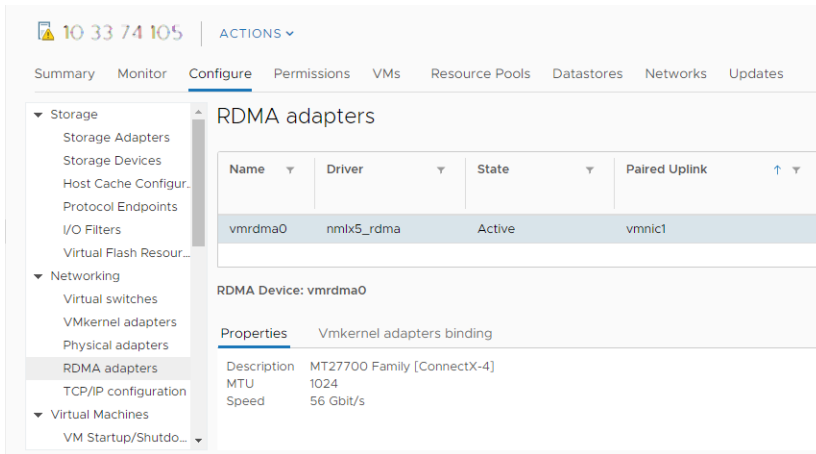 10 33 74 105 ACTIONS
Summary Monitor Configure Permissions VMs Resource Pools Datastores Networks Updates
Storage
Storage Adapters
Storage Devices
Host Cache Configur.
Protocol Endpoints
I/O Filters
Virtual Flash Resour...
Networking
Virtual switches
VMkernel adapters
Physical adapters
RDMA adapters
TCP/IP configuration
Virtual Machines
VM Startup/Shutdo...
RDMA adapters
Name Driver State Paired Uplink
vmrdma0 nmlx5_rdma Active vmnic1
RDMA Device: vmrdma0
Properties Vmkernel adapters binding
Description MT27700 Family [ConnectX-4]
MTU 1024
Speed 56 Gbit/s